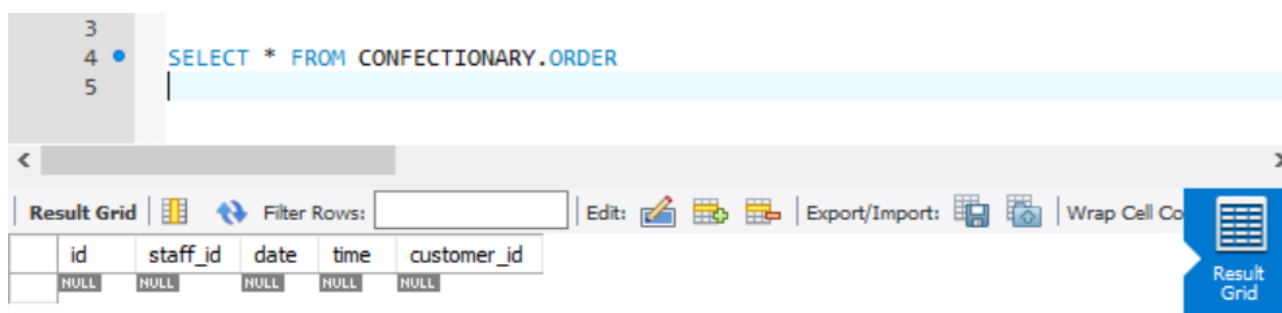 3
4 SELECT * FROM CONFECTIONARY.ORDER
5
Result Grid Filter Rows: Edit: Export/Import: Wrap Cell Co
id staff_id date time customer_id
NULL NULL NULL NULL NULL
Result
Grid